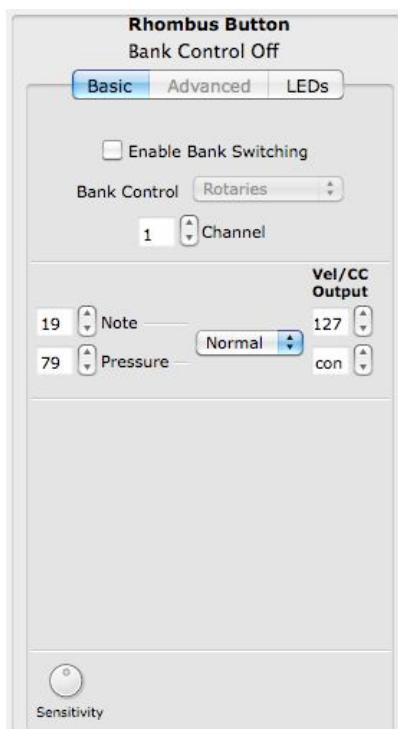 Rhombus Button
Bank Control Off
Basic Advanced LEDs
Enable Bank Switching
Bank Control Rotaries
1 Channel
Vel/CC
Output
19 Note 127
Normal
79 Pressure con
Sensitivity